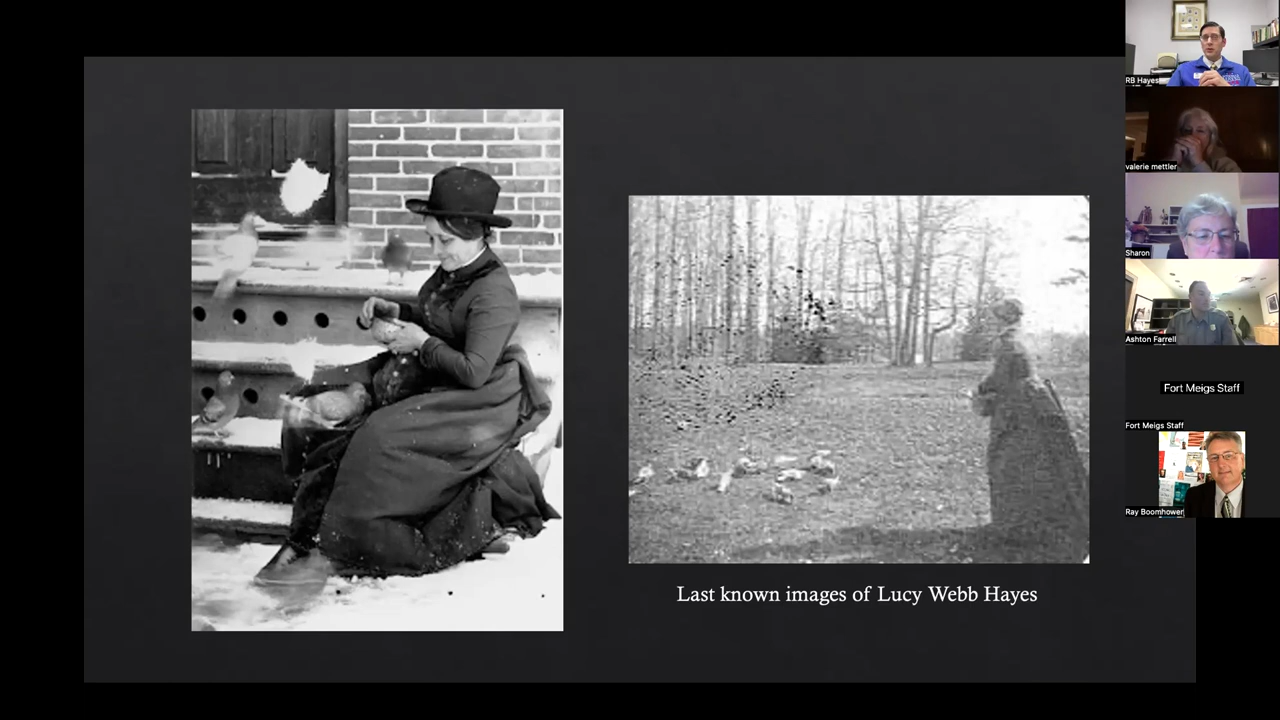 Last known images of Lucy Webb Hayes
RB Hayes
valerie mettler
Sharon
Ashton Farrell
Fort Meigs Staff
Fort Meigs Staff
Ray Boomhower